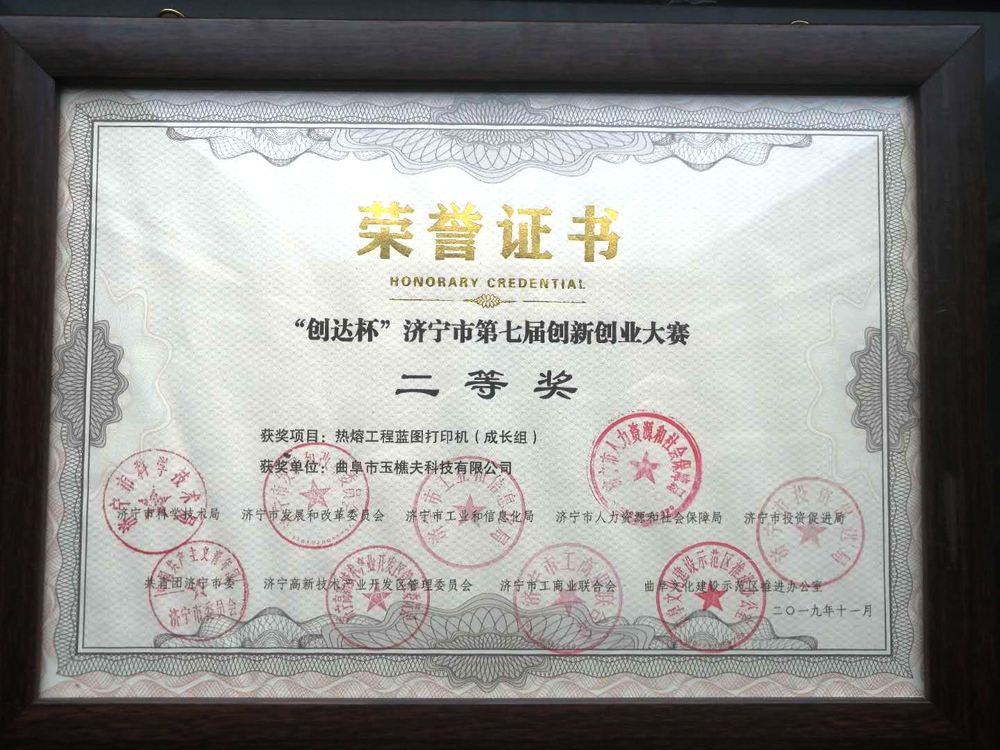 荣誉证书
HONORARY CREDENTIAL
“创达杯”济宁市第七届创新创业大赛
二等奖
获奖项目：热熔工程蓝图打印机（成长组）
获奖单位：曲阜市玉樵夫科技有限公司
济宁市科学技术局 济宁市发展和改革委员会 济宁市工业和信息化局 济宁市人力资源和社会保障局 济宁市投资促进局
共青团济宁市委 济宁高新技术产业开发区管理委员会 济宁市工商业联合会 曲阜文化建设示范区推进办公室
二〇一九年十一月